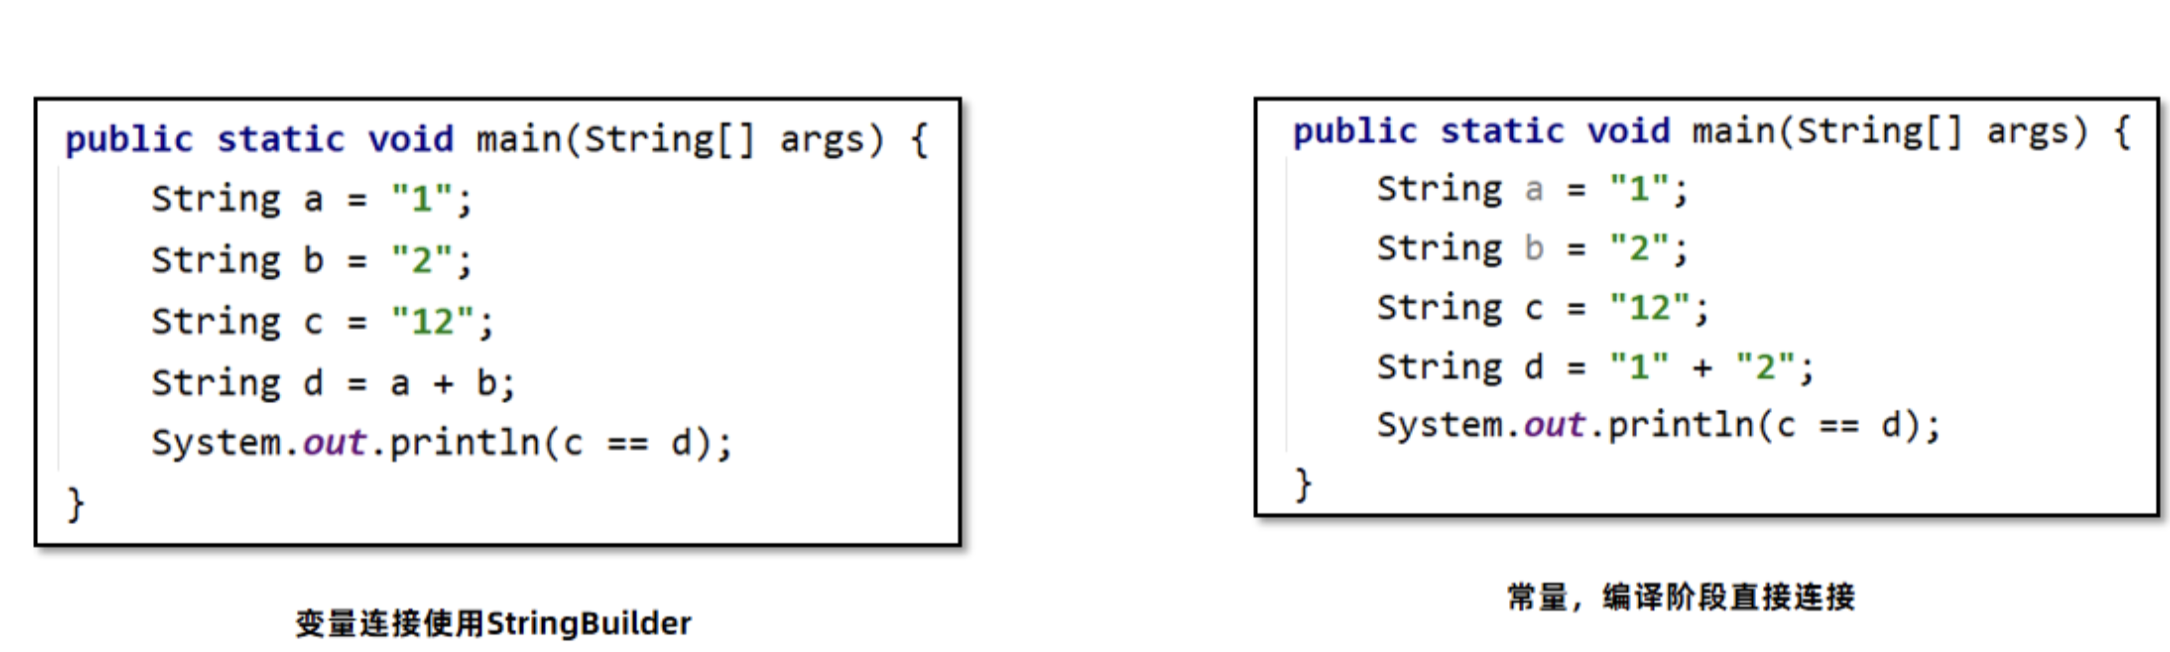 public static void main(String[] args) {
String a = "1";
String b = "2";
String c = "12";
String d = a + b;
System.out.println(c == d);
}
变量连接使用StringBuilder
public static void main(String[] args) {
String a = "1";
String b = "2";
String c = "12";
String d = "1" + "2";
System.out.println(c == d);
}
常量，编译阶段直接连接